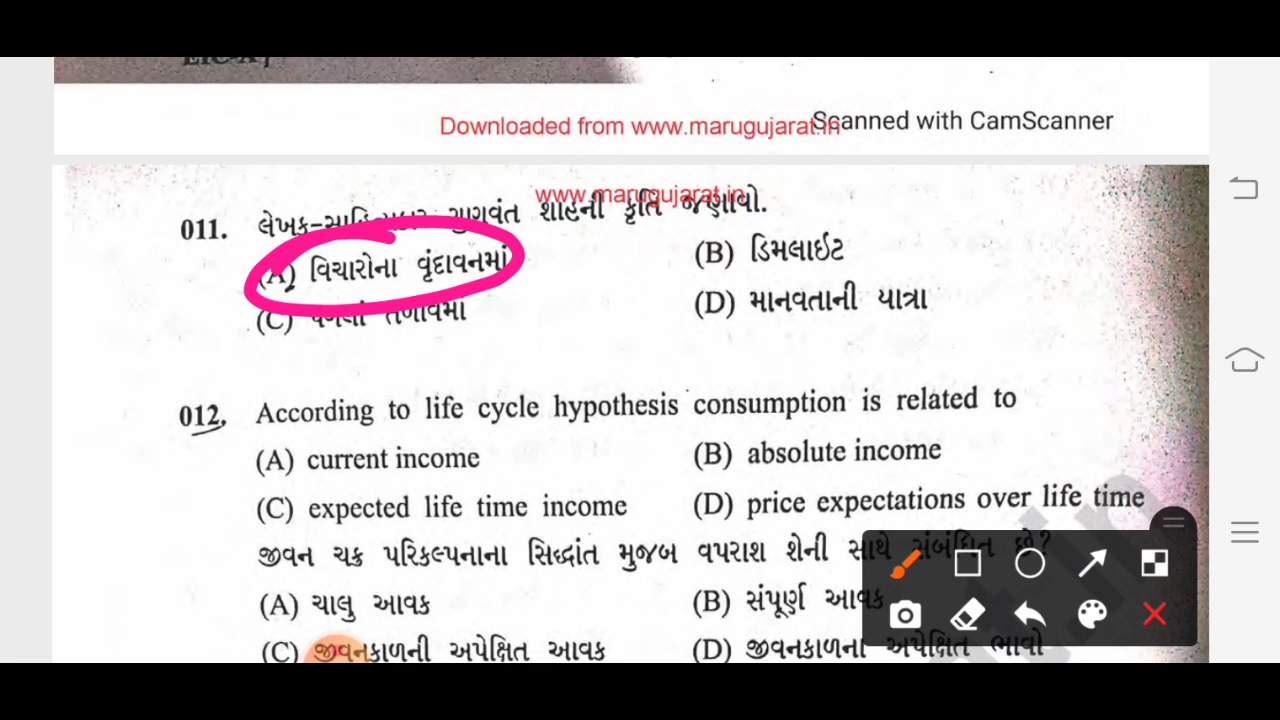 Downloaded from www.marugujarat.in
Scanned with CamScanner
www.marugujarat.in
011. લેખક-સાહિત્યકાર ગુણવંત શાહની કૃતિ જણાવો.
(A) વિચારોના વૃંદાવનમાં (B) ડિમલાઈટ
(C) તળાવમાં (D) માનવતાની યાત્રા
012. According to life cycle hypothesis consumption is related to
(A) current income (B) absolute income
(C) expected life time income (D) price expectations over life time
જીવન ચક્ર પરિકલ્પનાના સિદ્ધાંત મુજબ વપરાશ શેની સાથે સંબંધિત છે?
(A) ચાલુ આવક (B) સંપૂર્ણ આવક
(C) જીવનકાળની અપેક્ષિત આવક (D) જીવનકાળના અપેક્ષિત ભાવો